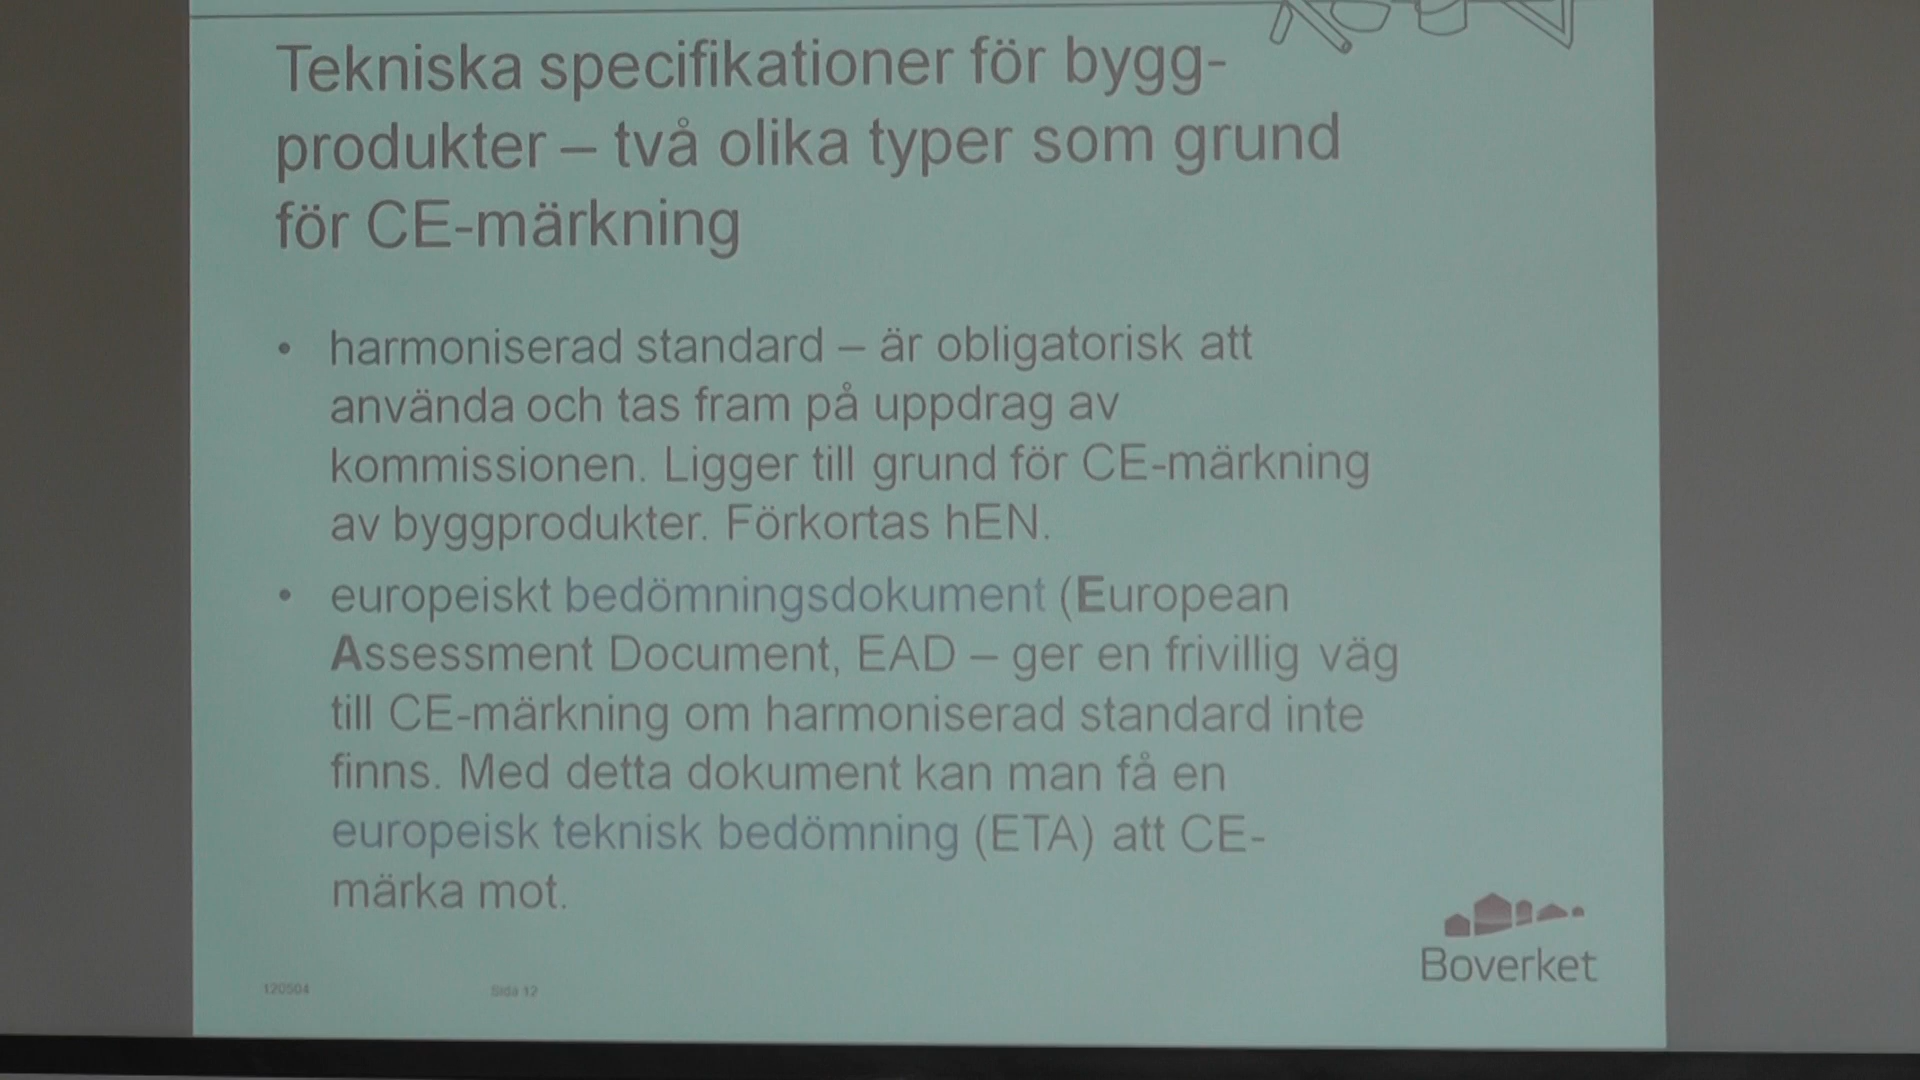 Tekniska specifikationer för bygg-
produkter – två olika typer som grund
för CE-märkning
• harmoniserad standard – är obligatorisk att
använda och tas fram på uppdrag av
kommissionen. Ligger till grund för CE-märkning
av byggprodukter. Förkortas hEN.
• europeiskt bedömningsdokument (European
Assessment Document, EAD – ger en frivillig väg
till CE-märkning om harmoniserad standard inte
finns. Med detta dokument kan man få en
europeisk teknisk bedömning (ETA) att CE-
märka mot.
Boverket
120504 Sida 12